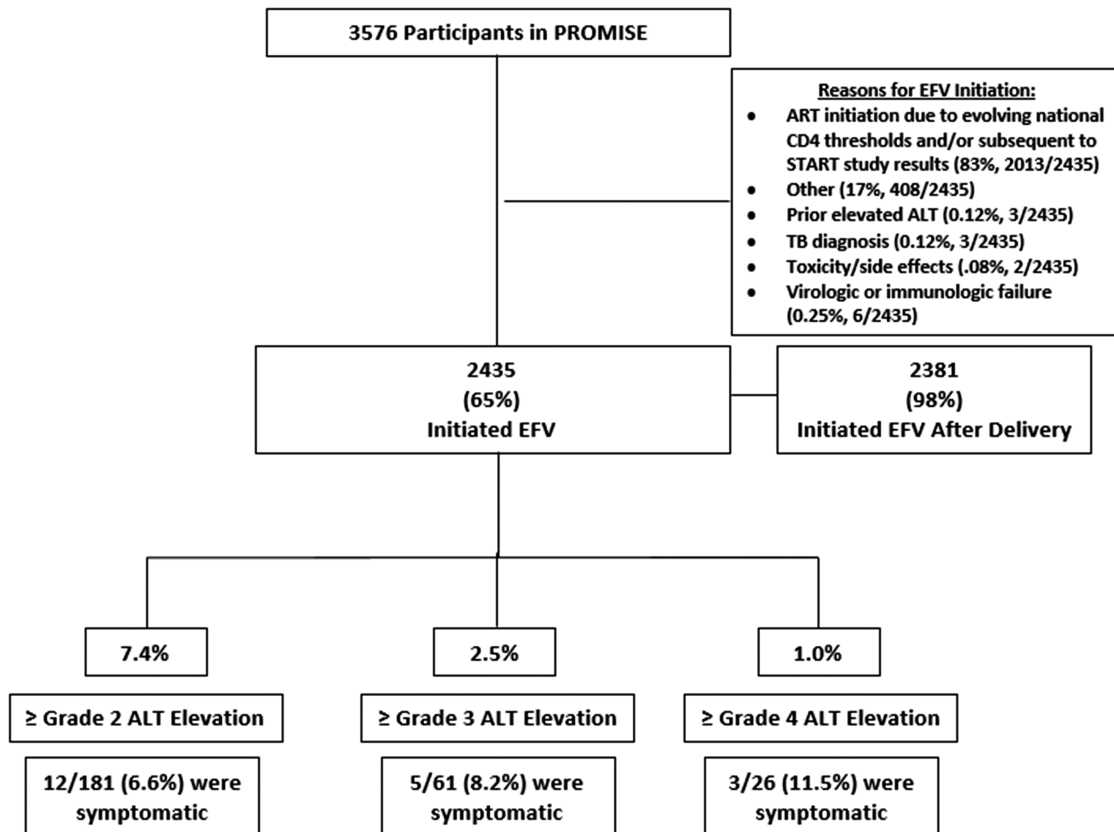 3576 Participants in PROMISE
Reasons for EFV Initiation:
• ART initiation due to evolving national
CD4 thresholds and/or subsequent to
START study results (83%, 2013/2435)
• Other (17%, 408/2435)
• Prior elevated ALT (0.12%, 3/2435)
• TB diagnosis (0.12%, 3/2435)
• Toxicity/side effects (.08%, 2/2435)
• Virologic or immunologic failure
(0.25%, 6/2435)
2435
(65%)
Initiated EFV
2381
(98%)
Initiated EFV After Delivery
7.4%
2.5%
1.0%
≥ Grade 2 ALT Elevation
≥ Grade 3 ALT Elevation
≥ Grade 4 ALT Elevation
12/181 (6.6%) were
symptomatic
5/61 (8.2%) were
symptomatic
3/26 (11.5%) were
symptomatic